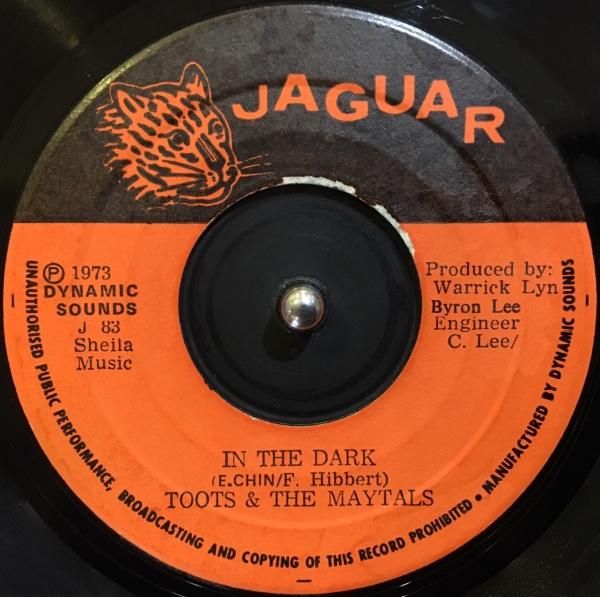 JAGUAR
℗ 1973
DYNAMIC
SOUNDS
J 83
Sheila
Music
Produced by:
Warrick Lyn
Byron Lee
Engineer
C. Lee/
IN THE DARK
(E.CHIN/F. Hibbert)
TOOTS & THE MAYTALS
UNAUTHORISED PUBLIC PERFORMANCE, BROADCASTING AND COPYING OF THIS RECORD PROHIBITED • MANUFACTURED BY DYNAMIC SOUNDS